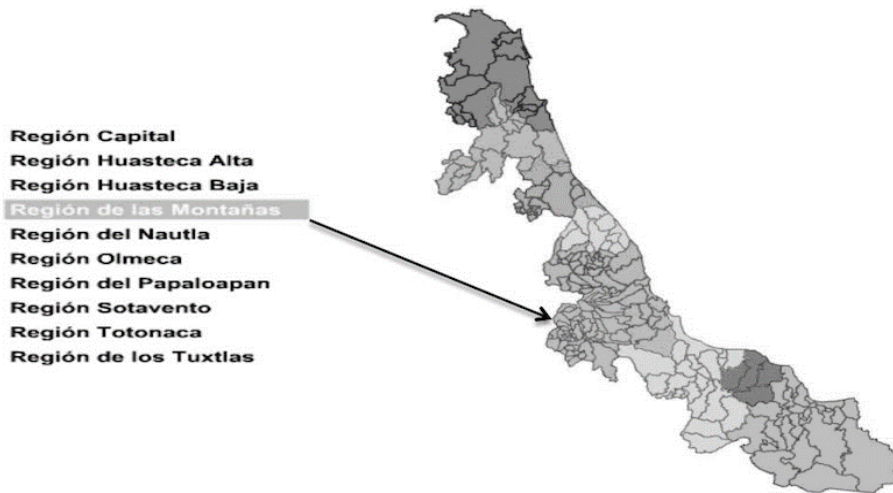 Región Capital
Región Huasteca Alta
Región Huasteca Baja
Región de las Montañas
Región del Nautla
Región Olmeca
Región del Papaloapan
Región Sotavento
Región Totonaca
Región de los Tuxtlas